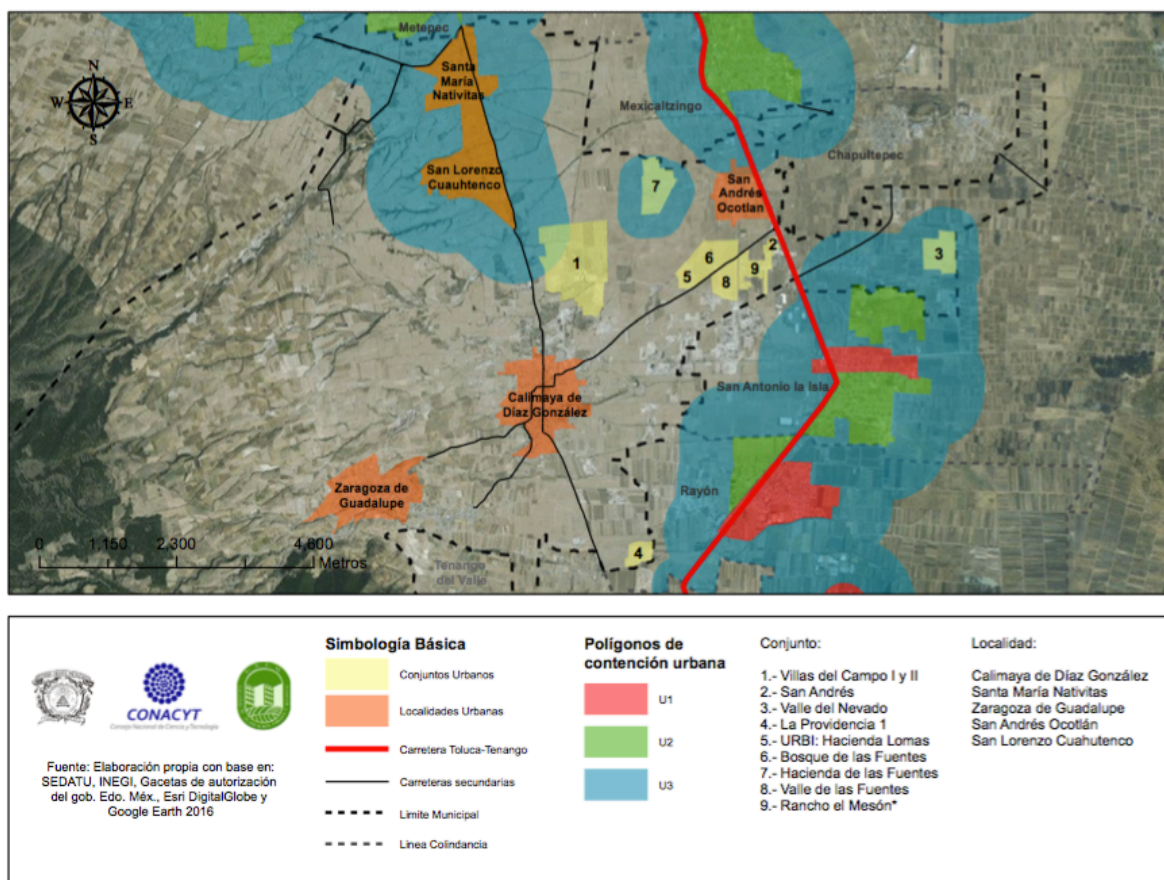 Metepec
N
W E
S
Santa
María
Nativitas
Mexicaltzingo
Chapultepec
San Lorenzo
Cuauhtenco
7
San
Andrés
Ocotlan
1
6
2
5
9
8
3
San Antonio la Isla
Calimaya de
Díaz González
Zaragoza de
Guadalupe
Rayón
0 1,150 2,300 4,600
Metros
4
Tenango
del Valle
CONACYT
Consejo Nacional de Ciencia y Tecnología
Fuente: Elaboración propia con base en:
SEDATU, INEGI, Gacetas de autorización
del gob. Edo. Méx., Esri DigitalGlobe y
Google Earth 2016
Simbología Básica
Conjuntos Urbanos
Localidades Urbanas
Carretera Toluca-Tenango
Carreteras secundarias
Limite Municipal
Linea Colindancia
Polígonos de
contención urbana
U1
U2
U3
Conjunto:
1.- Villas del Campo I y II
2.- San Andrés
3.- Valle del Nevado
4.- La Providencia 1
5.- URBI: Hacienda Lomas
6.- Bosque de las Fuentes
7.- Hacienda de las Fuentes
8.- Valle de las Fuentes
9.- Rancho el Mesón*
Localidad:
Calimaya de Díaz González
Santa María Nativitas
Zaragoza de Guadalupe
San Andrés Ocotlán
San Lorenzo Cuahutenco